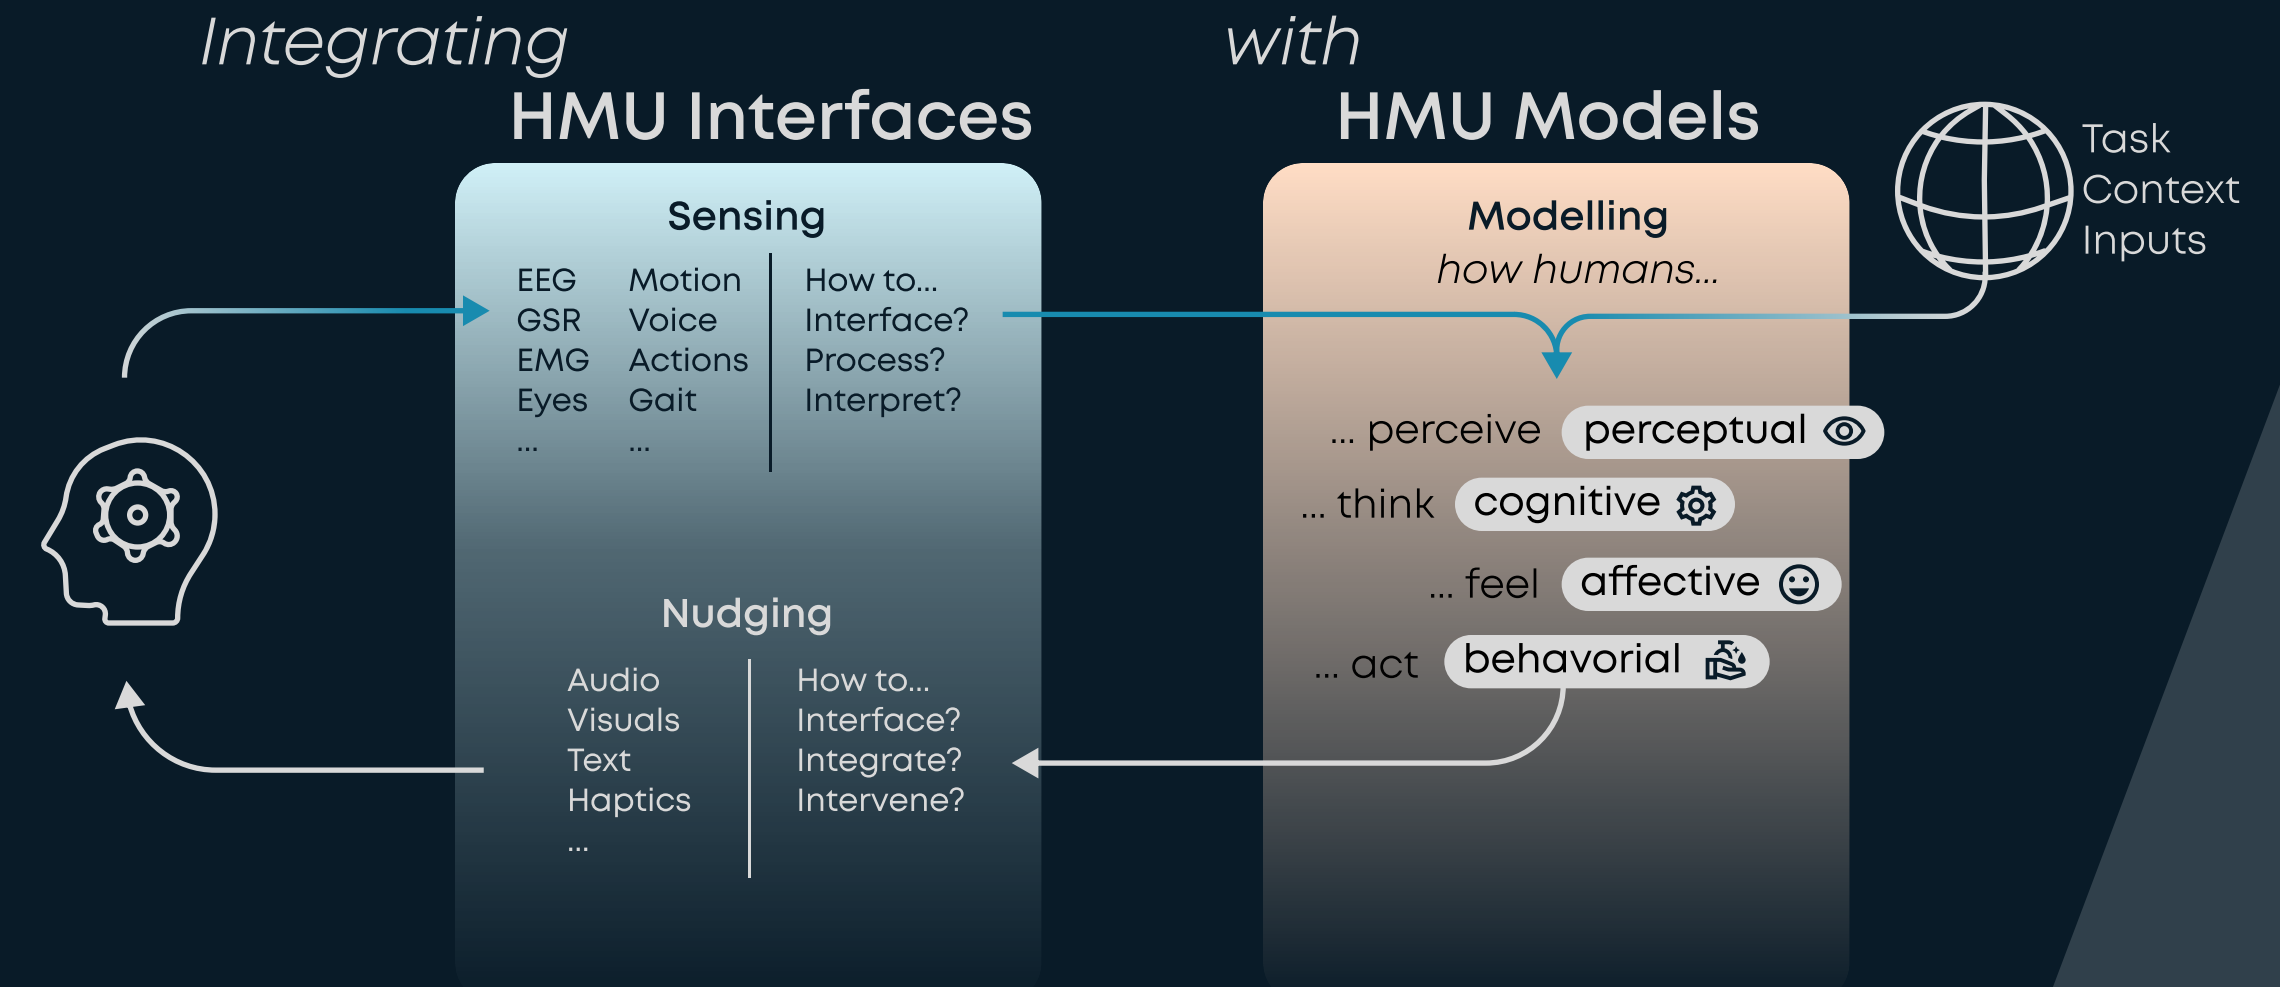 Integrating
HMU Interfaces
Sensing
EEG
GSR
EMG
Eyes
...
Motion
Voice
Actions
Gait
...
How to...
Interface?
Process?
Interpret?
Nudging
Audio
Visuals
Text
Haptics
...
How to...
Interface?
Integrate?
Intervene?
with
HMU Models
Modelling
how humans...
... perceive perceptual
... think cognitive
... feel affective
... act behavorial
Task
Context
Inputs